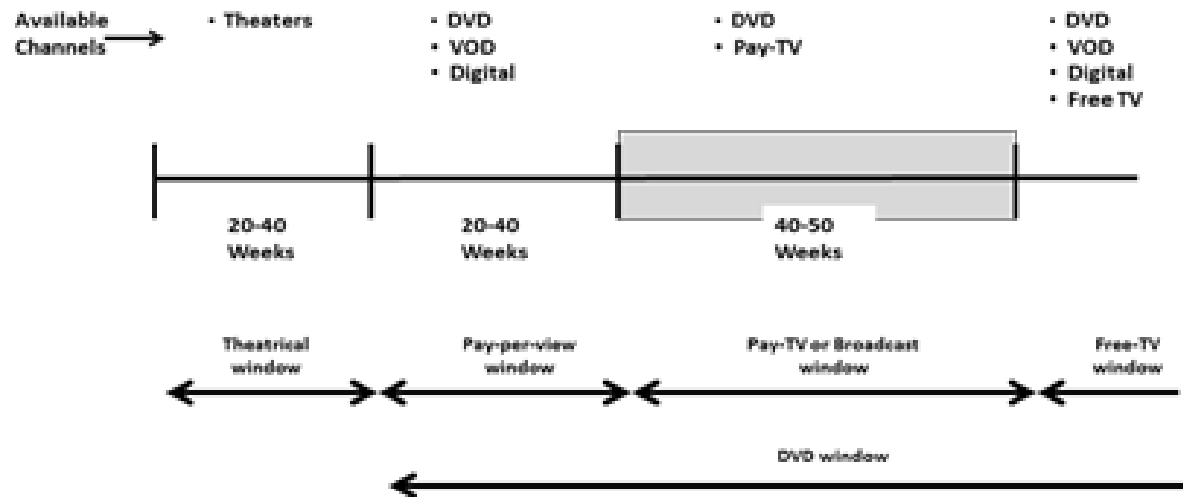 Available
Channels
• Theaters
• DVD
• VOD
• Digital
• DVD
• Pay-TV
• DVD
• VOD
• Digital
• Free TV
20-40
Weeks
20-40
Weeks
40-50
Weeks
Theatrical
window
Pay-per-view
window
Pay-TV or Broadcast
window
Free-TV
window
DVD window